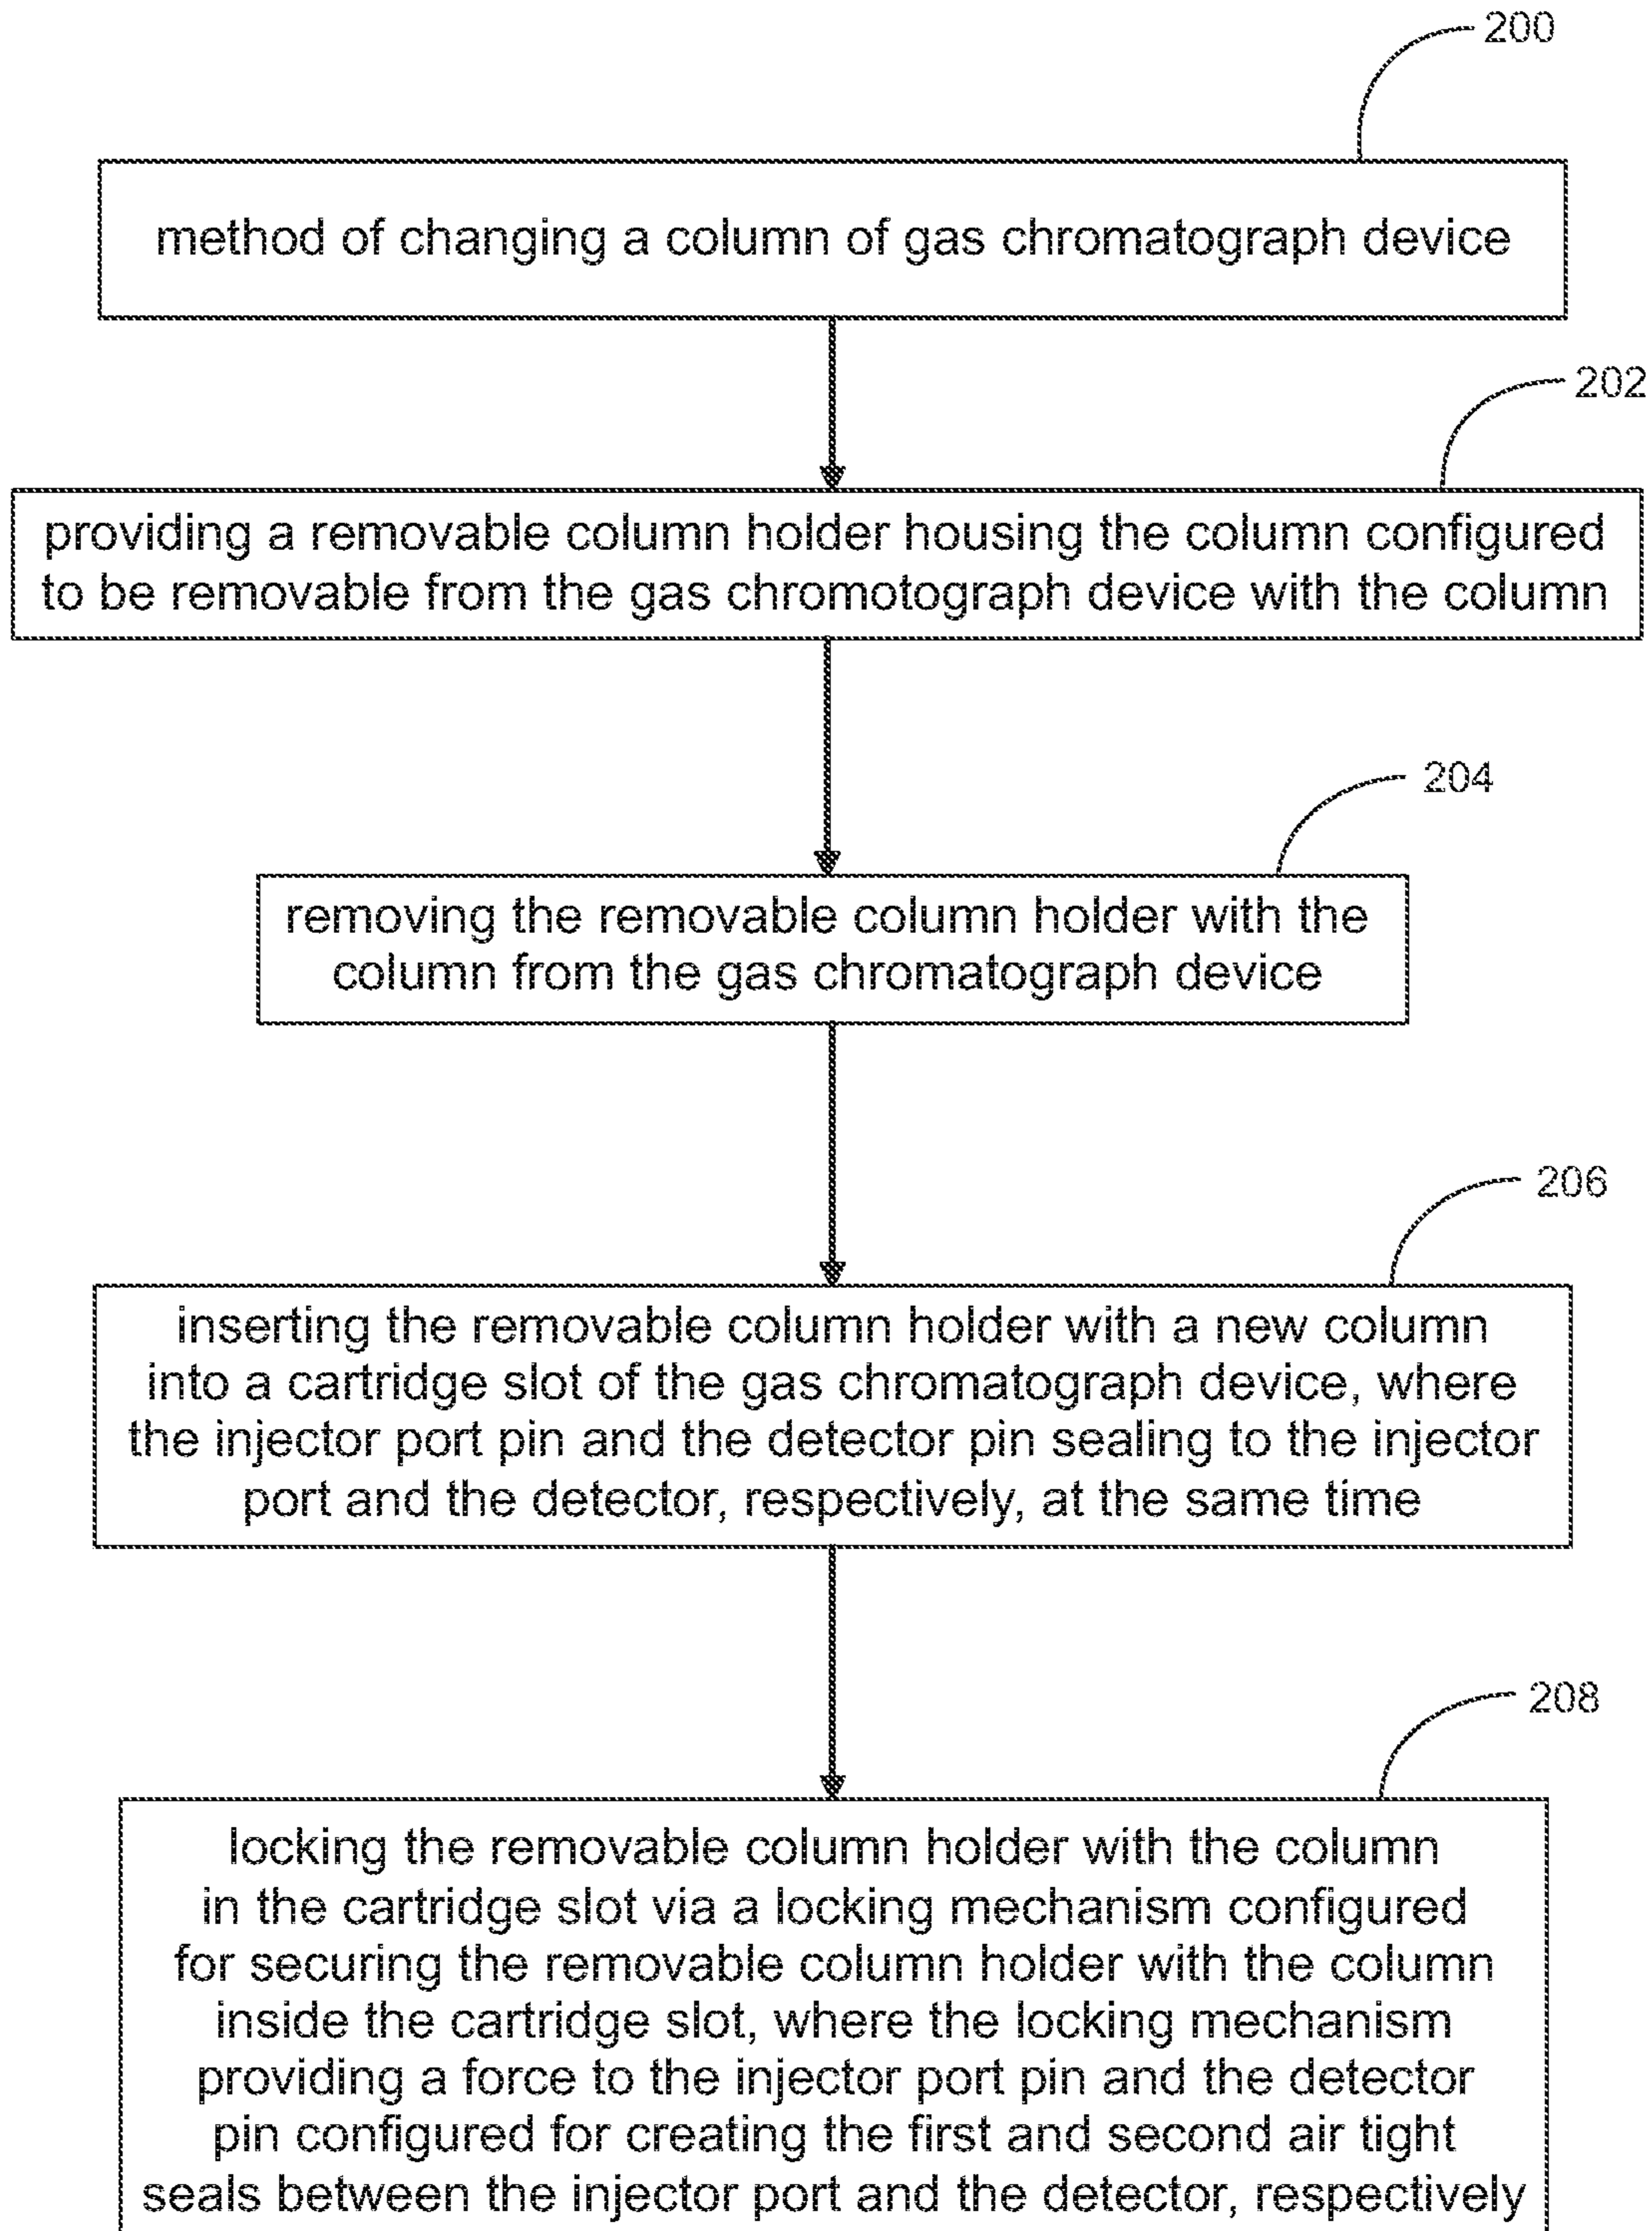 200
method of changing a column of gas chromatograph device
202
providing a removable column holder housing the column configured
to be removable from the gas chromotograph device with the column
204
removing the removable column holder with the
column from the gas chromatograph device
206
inserting the removable column holder with a new column
into a cartridge slot of the gas chromatograph device, where
the injector port pin and the detector pin sealing to the injector
port and the detector, respectively, at the same time
208
locking the removable column holder with the column
in the cartridge slot via a locking mechanism configured
for securing the removable column holder with the column
inside the cartridge slot, where the locking mechanism
providing a force to the injector port pin and the detector
pin configured for creating the first and second air tight
seals between the injector port and the detector, respectively